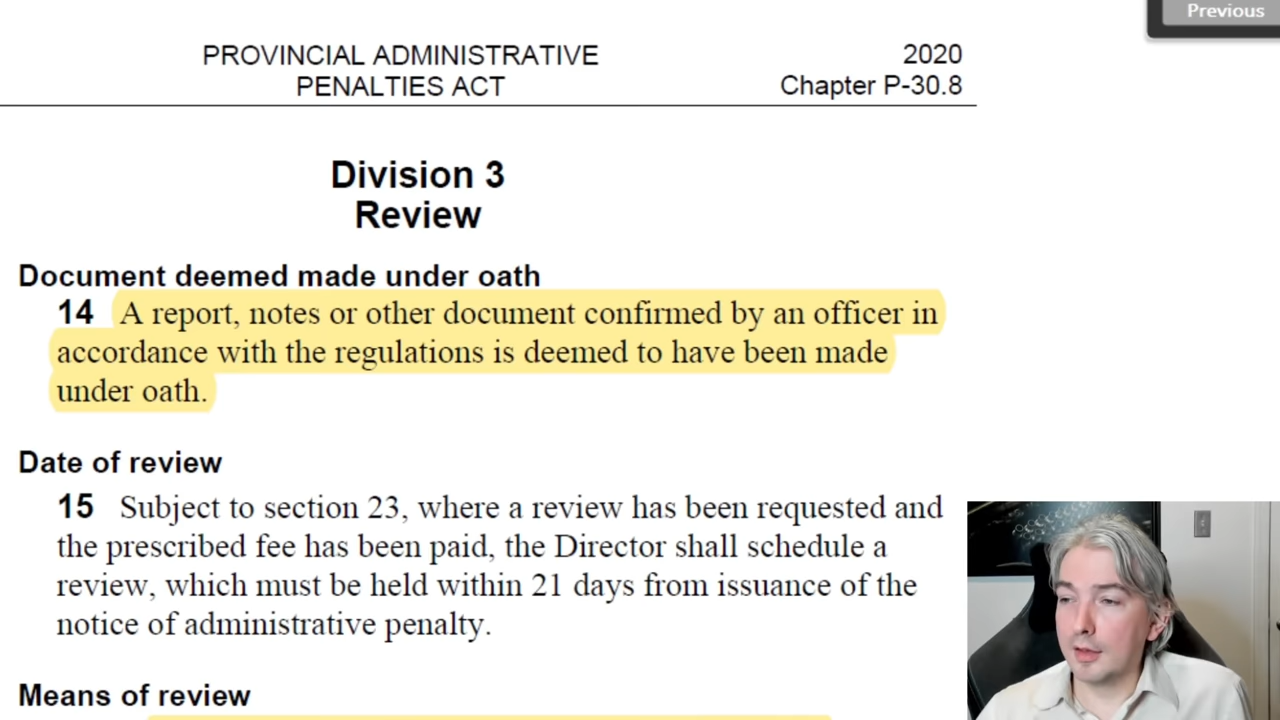 Previous
PROVINCIAL ADMINISTRATIVE
PENALTIES ACT
2020
Chapter P-30.8
Division 3
Review
Document deemed made under oath
14 A report, notes or other document confirmed by an officer in
accordance with the regulations is deemed to have been made
under oath.
Date of review
15 Subject to section 23, where a review has been requested and
the prescribed fee has been paid, the Director shall schedule a
review, which must be held within 21 days from issuance of the
notice of administrative penalty.
Means of review